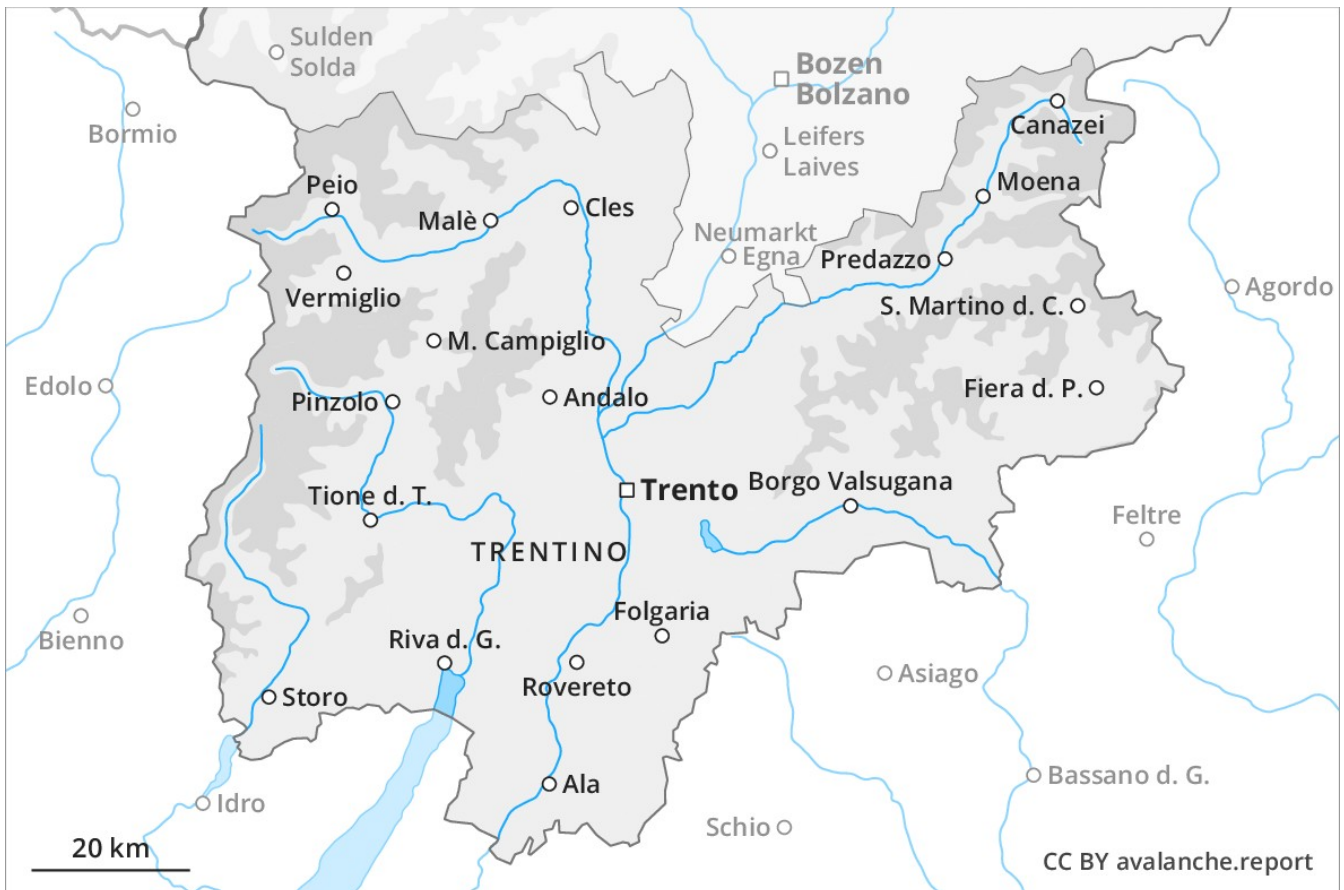 Sulden
Solda
Bozen
Bolzano
Bormio
Canazei
Leifers
Laives
Peio
Moena
Malè
Cles
Neumarkt
Egna
Predazzo
Vermiglio
Agordo
S. Martino d. C.
M. Campiglio
Edolo
Fiera d. P.
Pinzolo
Andalo
Trento
Borgo Valsugana
Tione d. T.
Feltre
TRENTINO
Folgaria
Bienno
Riva d. G.
Asiago
Rovereto
Storo
Bassano d. G.
Ala
Idro
Schio
20 km
CC BY avalanche.report